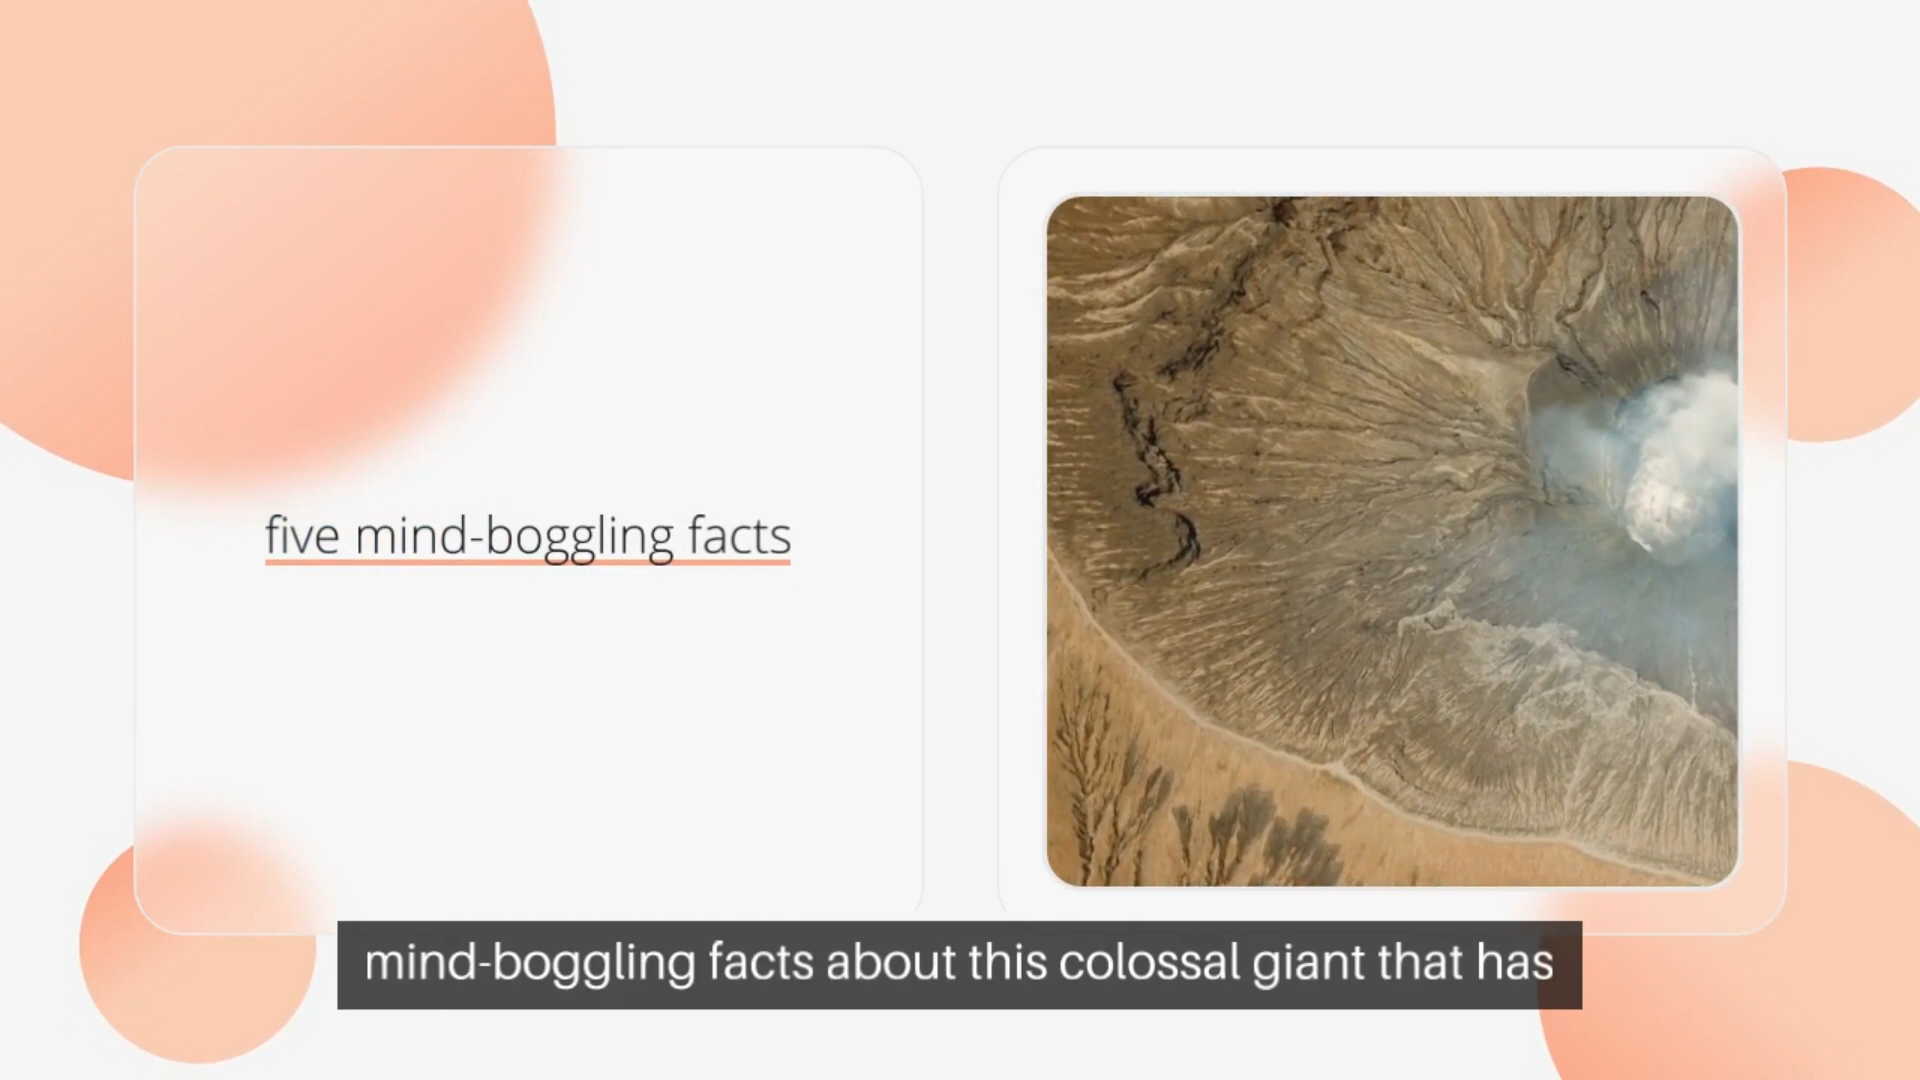 five mind-boggling facts
mind-boggling facts about this colossal giant that has